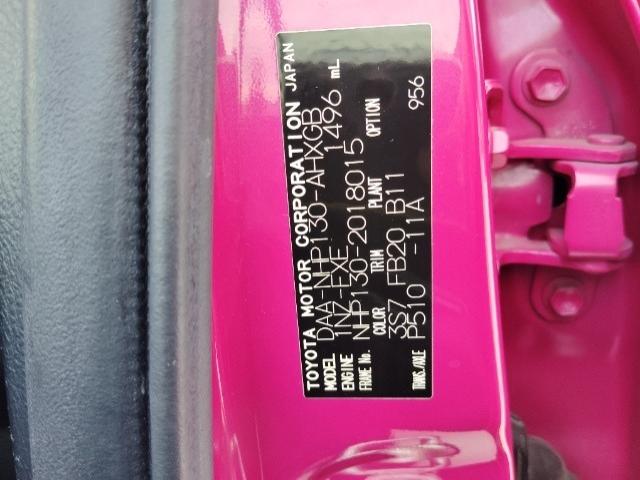 TOYOTA MOTOR CORPORATION JAPAN
MODEL DAA-NHP130-AHXGB
ENGINE 1NZ-EXE 1496 mL
FRAME No. NHP130-2018015
COLOR TRIM PLANT OPTION
3S7 FB20 B11
TRANS./AXLE P510 -11A 956